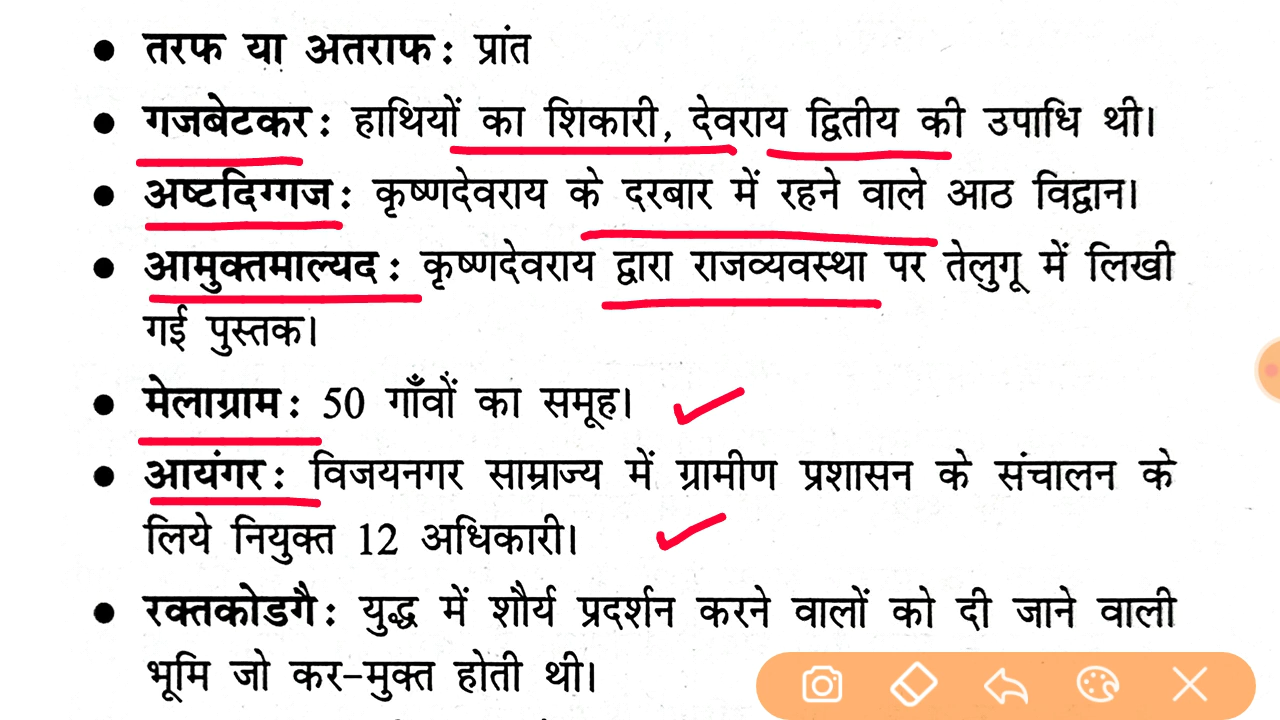 ● तरफ या अतराफ: प्रांत
● गजबेटकर: हाथियों का शिकारी, देवराय द्वितीय की उपाधि थी।
● अष्टदिग्गज: कृष्णदेवराय के दरबार में रहने वाले आठ विद्वान।
● आमुक्तमाल्यद: कृष्णदेवराय द्वारा राजव्यवस्था पर तेलुगू में लिखी
गई पुस्तक।
● मेलाग्राम: 50 गाँवों का समूह।
● आयंगर: विजयनगर साम्राज्य में ग्रामीण प्रशासन के संचालन के
लिये नियुक्त 12 अधिकारी।
● रक्तकोडगै: युद्ध में शौर्य प्रदर्शन करने वालों को दी जाने वाली
भूमि जो कर-मुक्त होती थी।